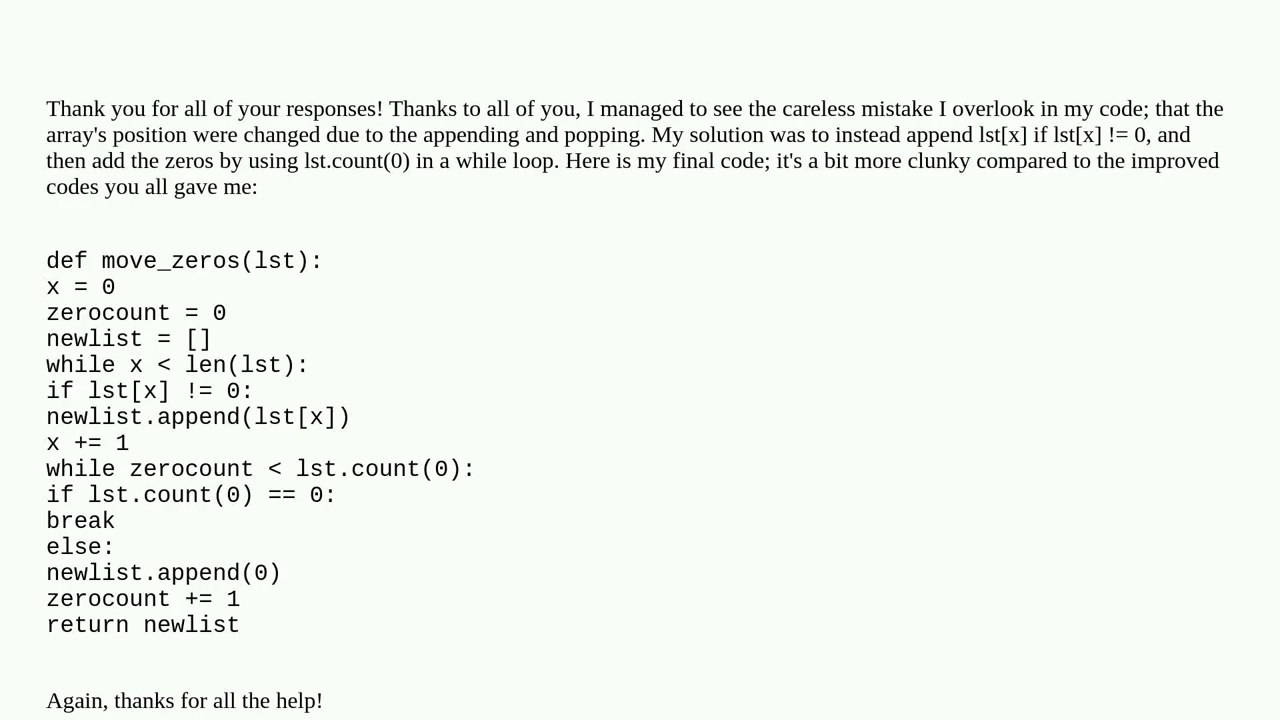 Thank you for all of your responses! Thanks to all of you, I managed to see the careless mistake I overlook in my code; that the
array's position were changed due to the appending and popping. My solution was to instead append lst[x] if lst[x] != 0, and
then add the zeros by using lst.count(0) in a while loop. Here is my final code; it's a bit more clunky compared to the improved
codes you all gave me:
def move_zeros(lst):
x = 0
zerocount = 0
newlist = []
while x < len(lst):
if lst[x] != 0:
newlist.append(lst[x])
x += 1
while zerocount < lst.count(0):
if lst.count(0) == 0:
break
else:
newlist.append(0)
zerocount += 1
return newlist
Again, thanks for all the help!